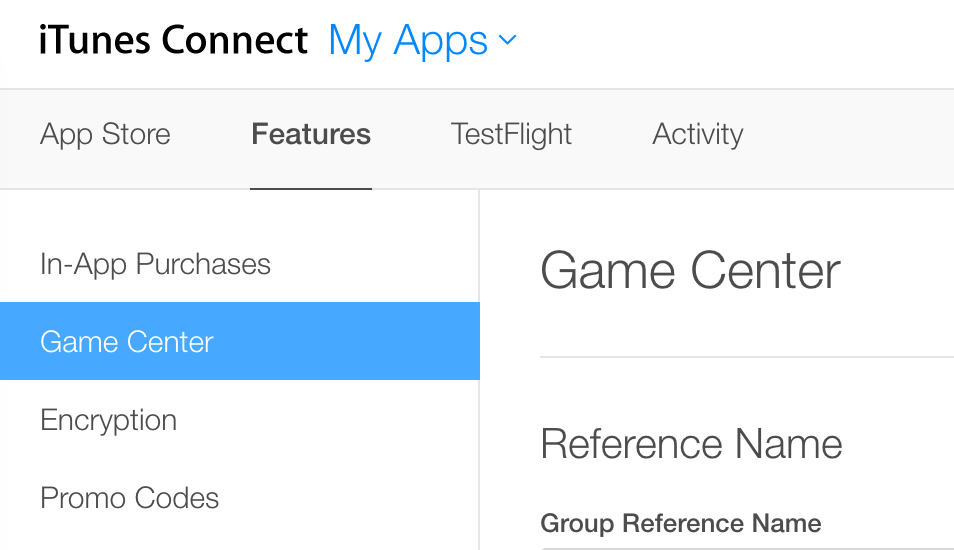 iTunes Connect My Apps
App Store Features TestFlight Activity
In-App Purchases
Game Center
Encryption
Promo Codes
Game Center
Reference Name
Group Reference Name